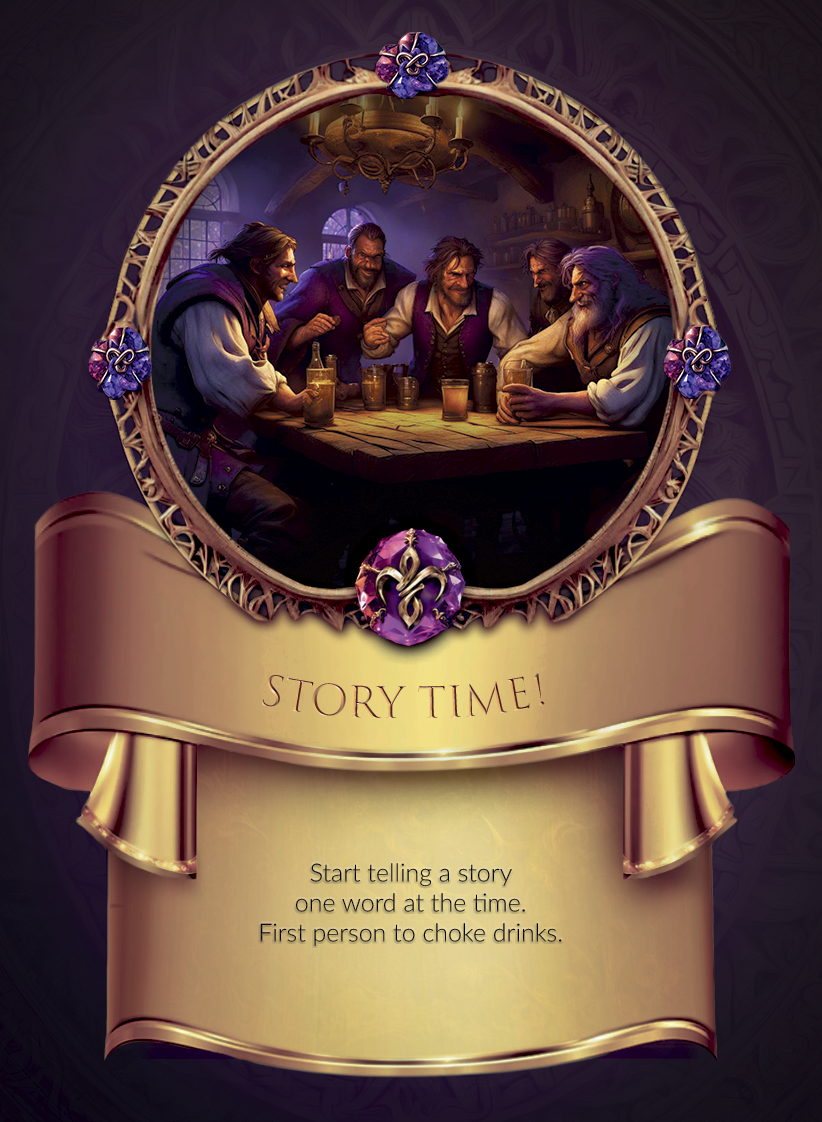 STORY TIME!
Start telling a story
one word at the time.
First person to choke drinks.